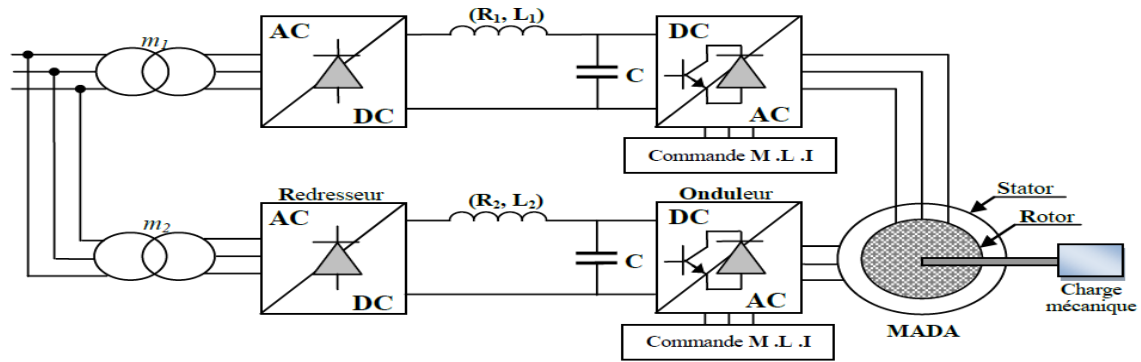 m1
AC
DC
(R1, L1)
C
DC
AC
Commande M .L .I
m2
Redresseur
AC
DC
(R2, L2)
C
Onduleur
DC
AC
Commande M .L .I
Stator
Rotor
MADA
Charge
mécanique